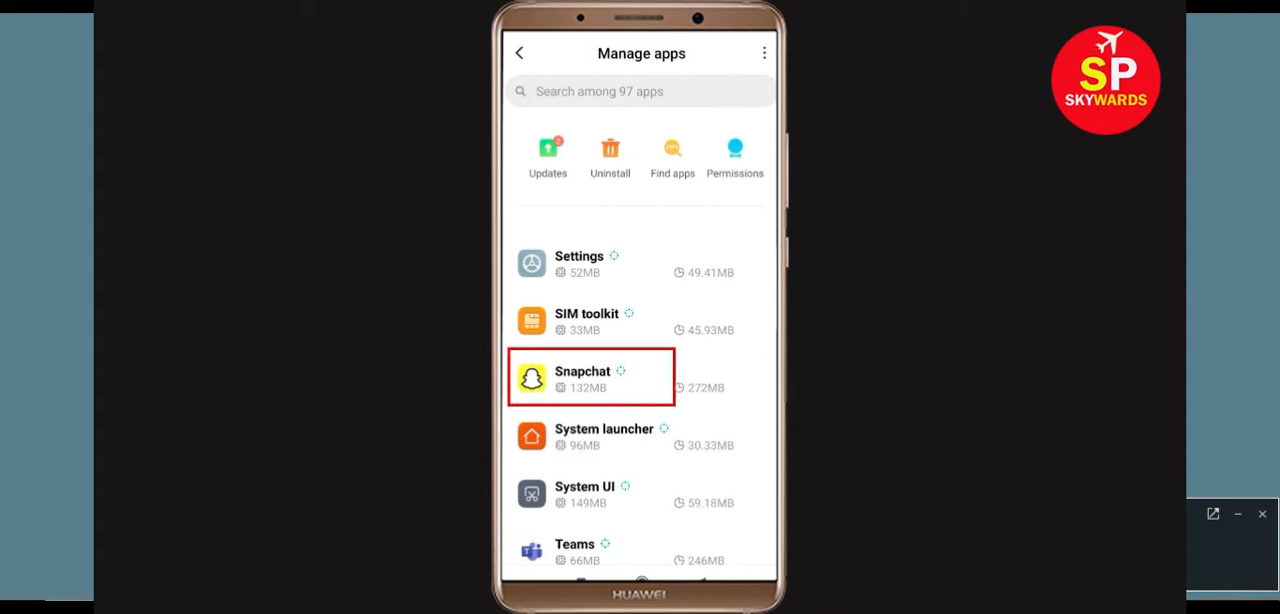 Manage apps
SP
SKYWARDS
Search among 97 apps
Updates Uninstall Find apps Permissions
Settings
52MB 49.41MB
SIM toolkit
33MB 45.93MB
Snapchat
132MB 272MB
System launcher
96MB 30.33MB
System UI
149MB 59.18MB
Teams
66MB 246MB
HUAWEI